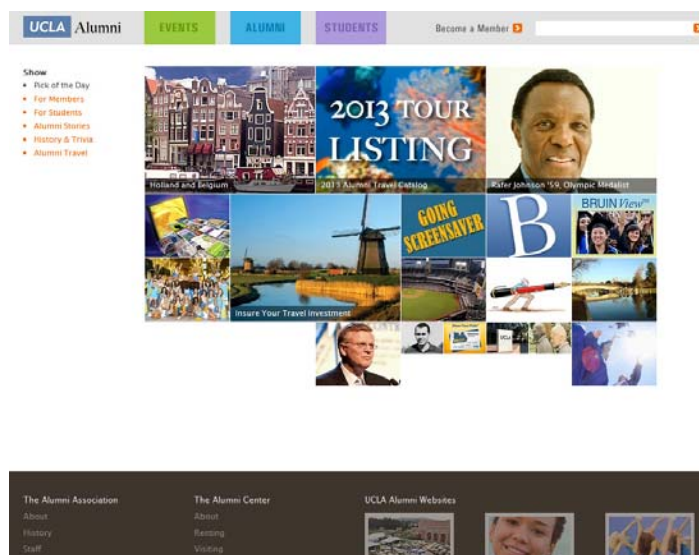 UCLA Alumni
EVENTS
ALUMNI
STUDENTS
Become a Member
Show
Pick of the Day
For Members
For Students
Alumni Stories
History & Trivia
Alumni Travel
2013 TOUR
LISTING
Holland and Belgium
2013 Alumni Travel Catalog
Rafer Johnson '59, Olympic Medalist
GOING
SCREENSAVER
B
BRUIN View™
Insure Your Travel Investment
UCLA
The Alumni Association
About
History
Staff
The Alumni Center
About
Renting
Visiting
UCLA Alumni Websites